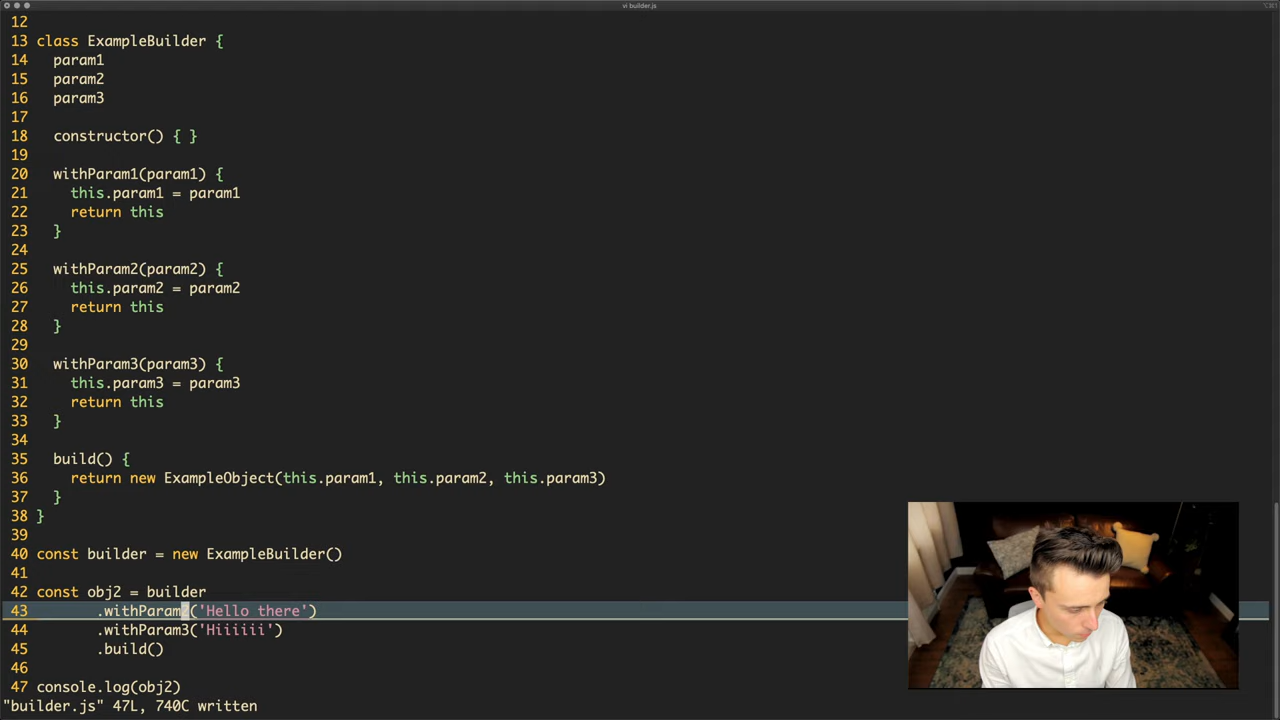 vi builder.js
12
13 class ExampleBuilder {
14   param1
15   param2
16   param3
17
18   constructor() { }
19
20   withParam1(param1) {
21     this.param1 = param1
22     return this
23   }
24
25   withParam2(param2) {
26     this.param2 = param2
27     return this
28   }
29
30   withParam3(param3) {
31     this.param3 = param3
32     return this
33   }
34
35   build() {
36     return new ExampleObject(this.param1, this.param2, this.param3)
37   }
38 }
39
40 const builder = new ExampleBuilder()
41
42 const obj2 = builder
43        .withParam2('Hello there')
44        .withParam3('Hiiiiii')
45        .build()
46
47 console.log(obj2)
"builder.js" 47L, 740C written